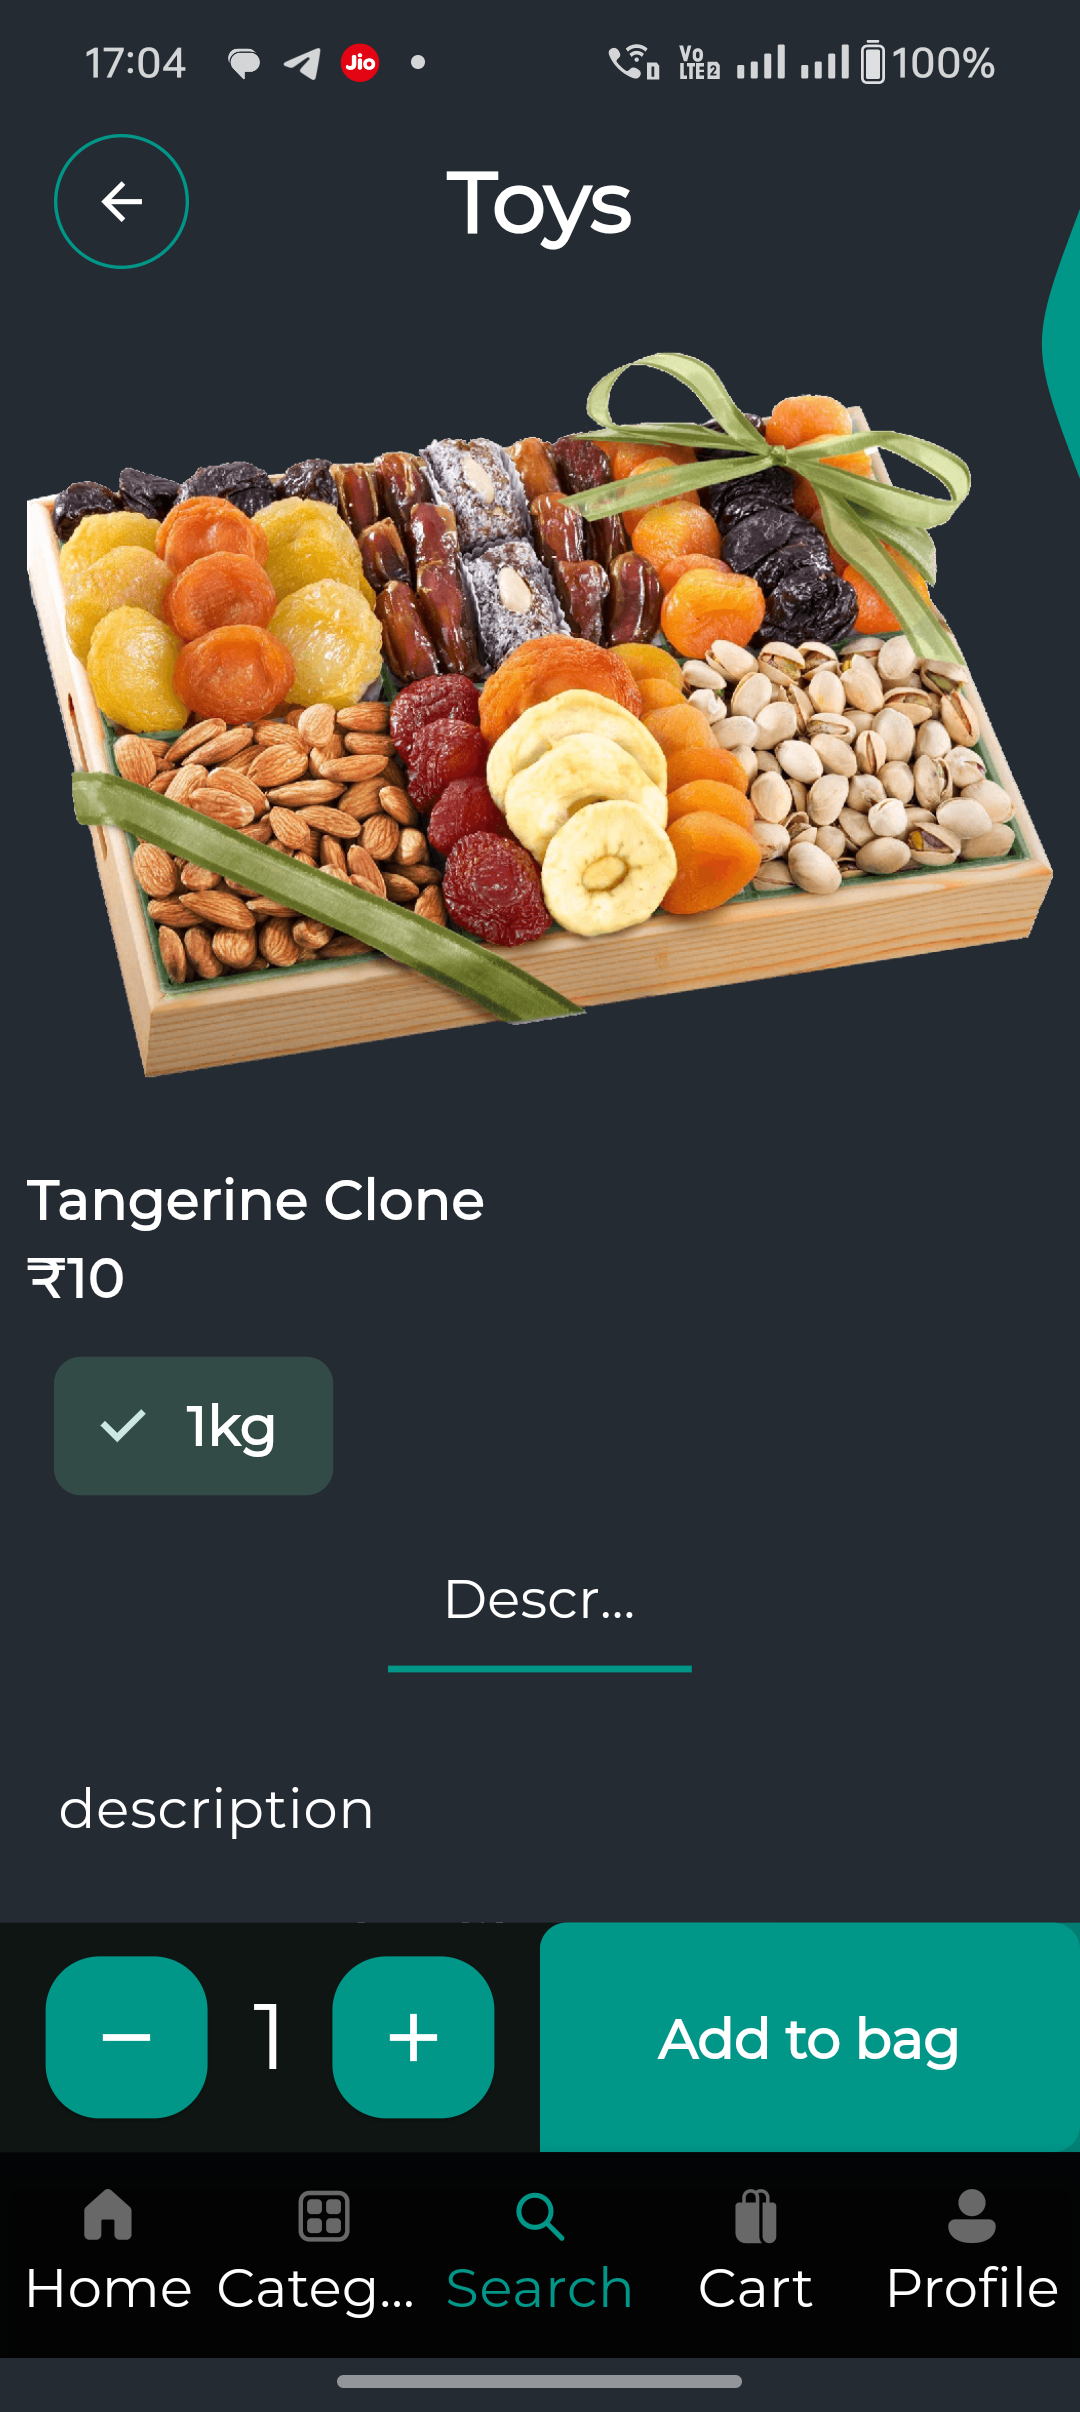 17:04 Jio Vo LTE2 100%
Toys
Tangerine Clone
₹10
1kg
Descr...
description
1
Add to bag
Home Categ... Search Cart Profile